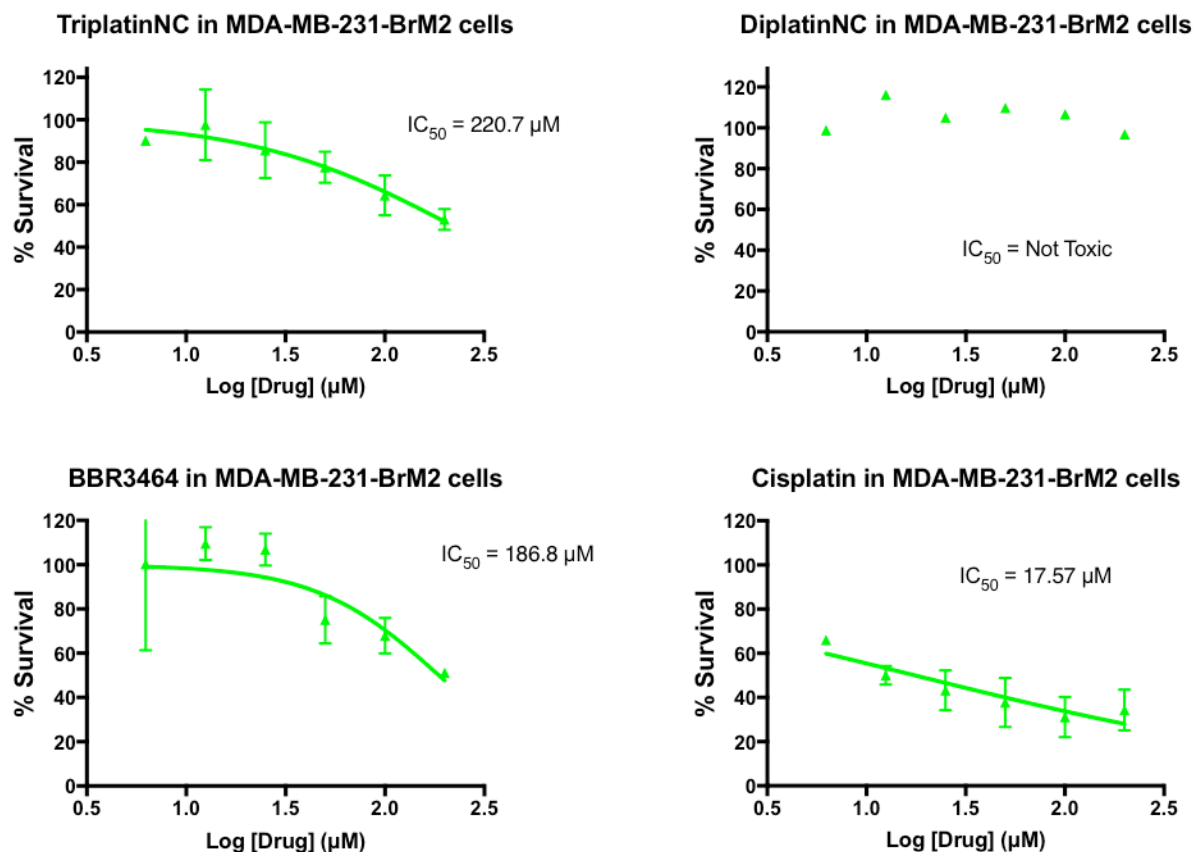 TriplatinNC in MDA-MB-231-BrM2 cells
% Survival
120
100
80
60
40
20
0
IC50 = 220.7 µM
0.5 1.0 1.5 2.0 2.5
Log [Drug] (µM)
DiplatinNC in MDA-MB-231-BrM2 cells
% Survival
120
100
80
60
40
20
0
IC50 = Not Toxic
0.5 1.0 1.5 2.0 2.5
Log [Drug] (µM)
BBR3464 in MDA-MB-231-BrM2 cells
% Survival
120
100
80
60
40
20
0
IC50 = 186.8 µM
0.5 1.0 1.5 2.0 2.5
Log [Drug] (µM)
Cisplatin in MDA-MB-231-BrM2 cells
% Survival
120
100
80
60
40
20
0
IC50 = 17.57 µM
0.5 1.0 1.5 2.0 2.5
Log [Drug] (µM)